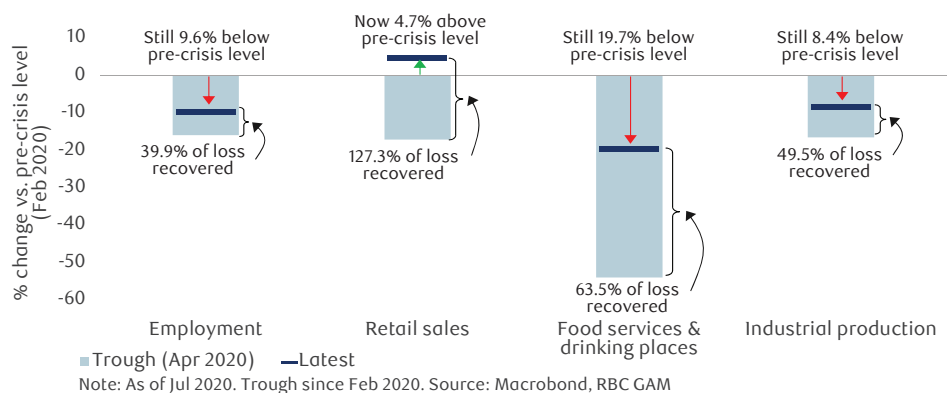 % change vs. pre-crisis level
(Feb 2020)
10
0
-10
-20
-30
-40
-50
-60
Still 9.6% below
pre-crisis level
39.9% of loss
recovered
Employment
Now 4.7% above
pre-crisis level
127.3% of loss
recovered
Retail sales
Still 19.7% below
pre-crisis level
63.5% of loss
recovered
Food services &
drinking places
Still 8.4% below
pre-crisis level
49.5% of loss
recovered
Industrial production
Trough (Apr 2020)
Latest
Note: As of Jul 2020. Trough since Feb 2020. Source: Macrobond, RBC GAM